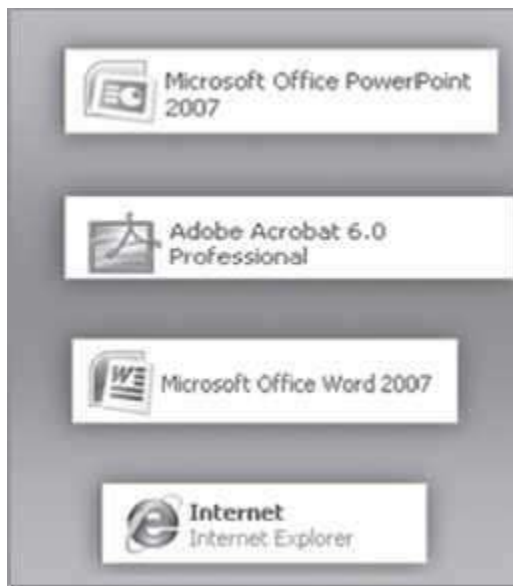 Microsoft Office PowerPoint
2007
Adobe Acrobat 6.0
Professional
Microsoft Office Word 2007
Internet
Internet Explorer